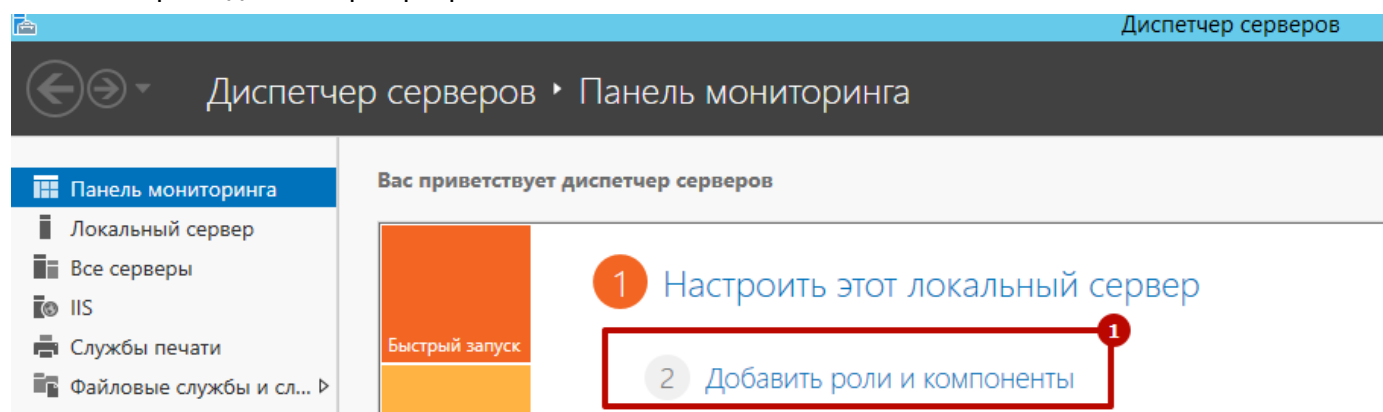 Диспетчер серверов
Диспетчер серверов ‣ Панель мониторинга
Панель мониторинга
Локальный сервер
Все серверы
IIS
Службы печати
Файловые службы и сл...
Вас приветствует диспетчер серверов
Быстрый запуск
1 Настроить этот локальный сервер
1
2 Добавить роли и компоненты